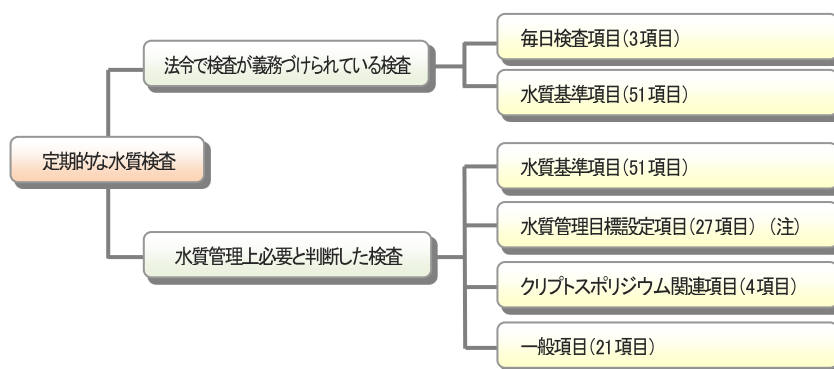 定期的な水質検査
法令で検査が義務づけられている検査
毎日検査項目(3項目)
水質基準項目(51項目)
水質管理上必要と判断した検査
水質基準項目(51項目)
水質管理目標設定項目(27項目) (注)
クリプトスポリジウム関連項目(4項目)
一般項目(21項目)